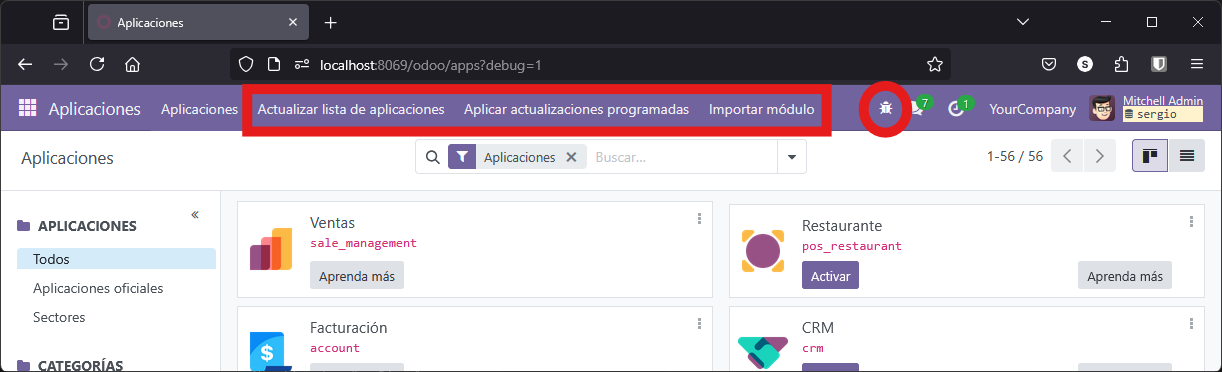 Aplicaciones
localhost:8069/odoo/apps?debug=1
S
Aplicaciones Aplicaciones Actualizar lista de aplicaciones Aplicar actualizaciones programadas Importar módulo 7 1 YourCompany Mitchell Admin
sergio
Aplicaciones Aplicaciones Buscar... 1-56 / 56
APLICACIONES
Todos
Aplicaciones oficiales
Sectores
CATEGORÍAS
Ventas
sale_management
Aprenda más
Restaurante
pos_restaurant
Activar Aprenda más
Facturación
account
CRM
crm